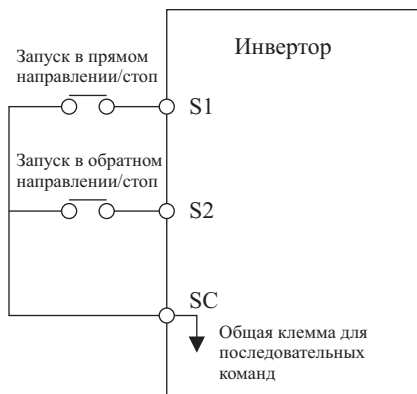 Инвертор
Запуск в прямом
направлении/стоп
S1
Запуск в обратном
направлении/стоп
S2
SC
Общая клемма для
последовательных
команд